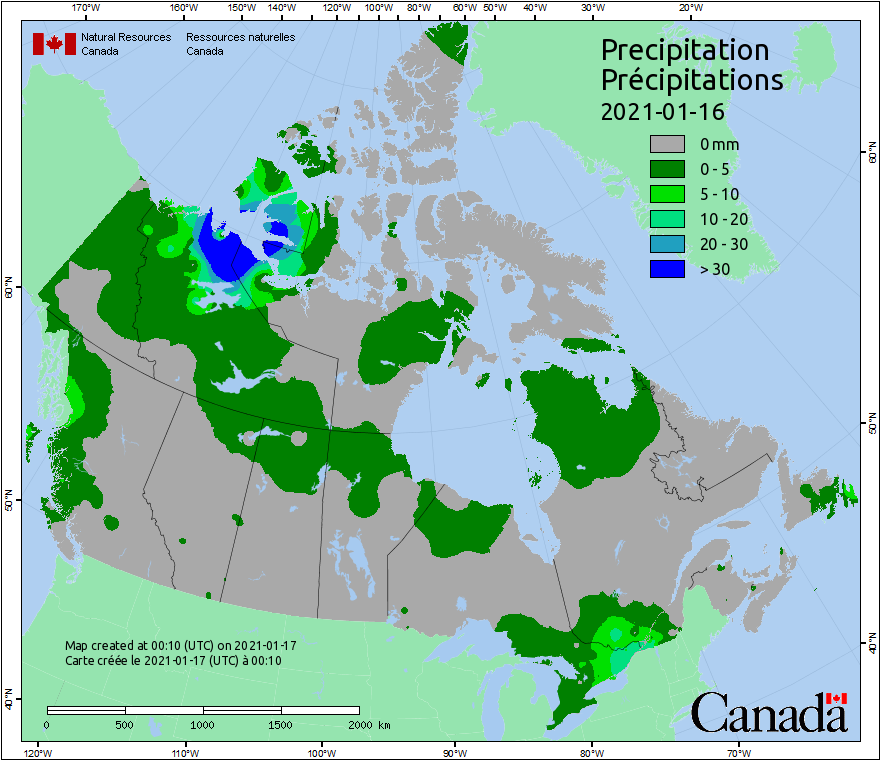 170°W 160°W 150°W 140°W 120°W 100°W 80°W 60°W 50°W 40°W 30°W 20°W
Natural Resources Ressources naturelles
Canada Canada
Precipitation
Précipitations
2021-01-16
0 mm
0 - 5
5 - 10
10 - 20
20 - 30
> 30
60°N
60°N
50°N
50°N
40°N
40°N
Map created at 00:10 (UTC) on 2021-01-17
Carte créée le 2021-01-17 (UTC) à 00:10
0 500 1000 1500 2000 km
Canada
120°W 110°W 100°W 90°W 80°W 70°W